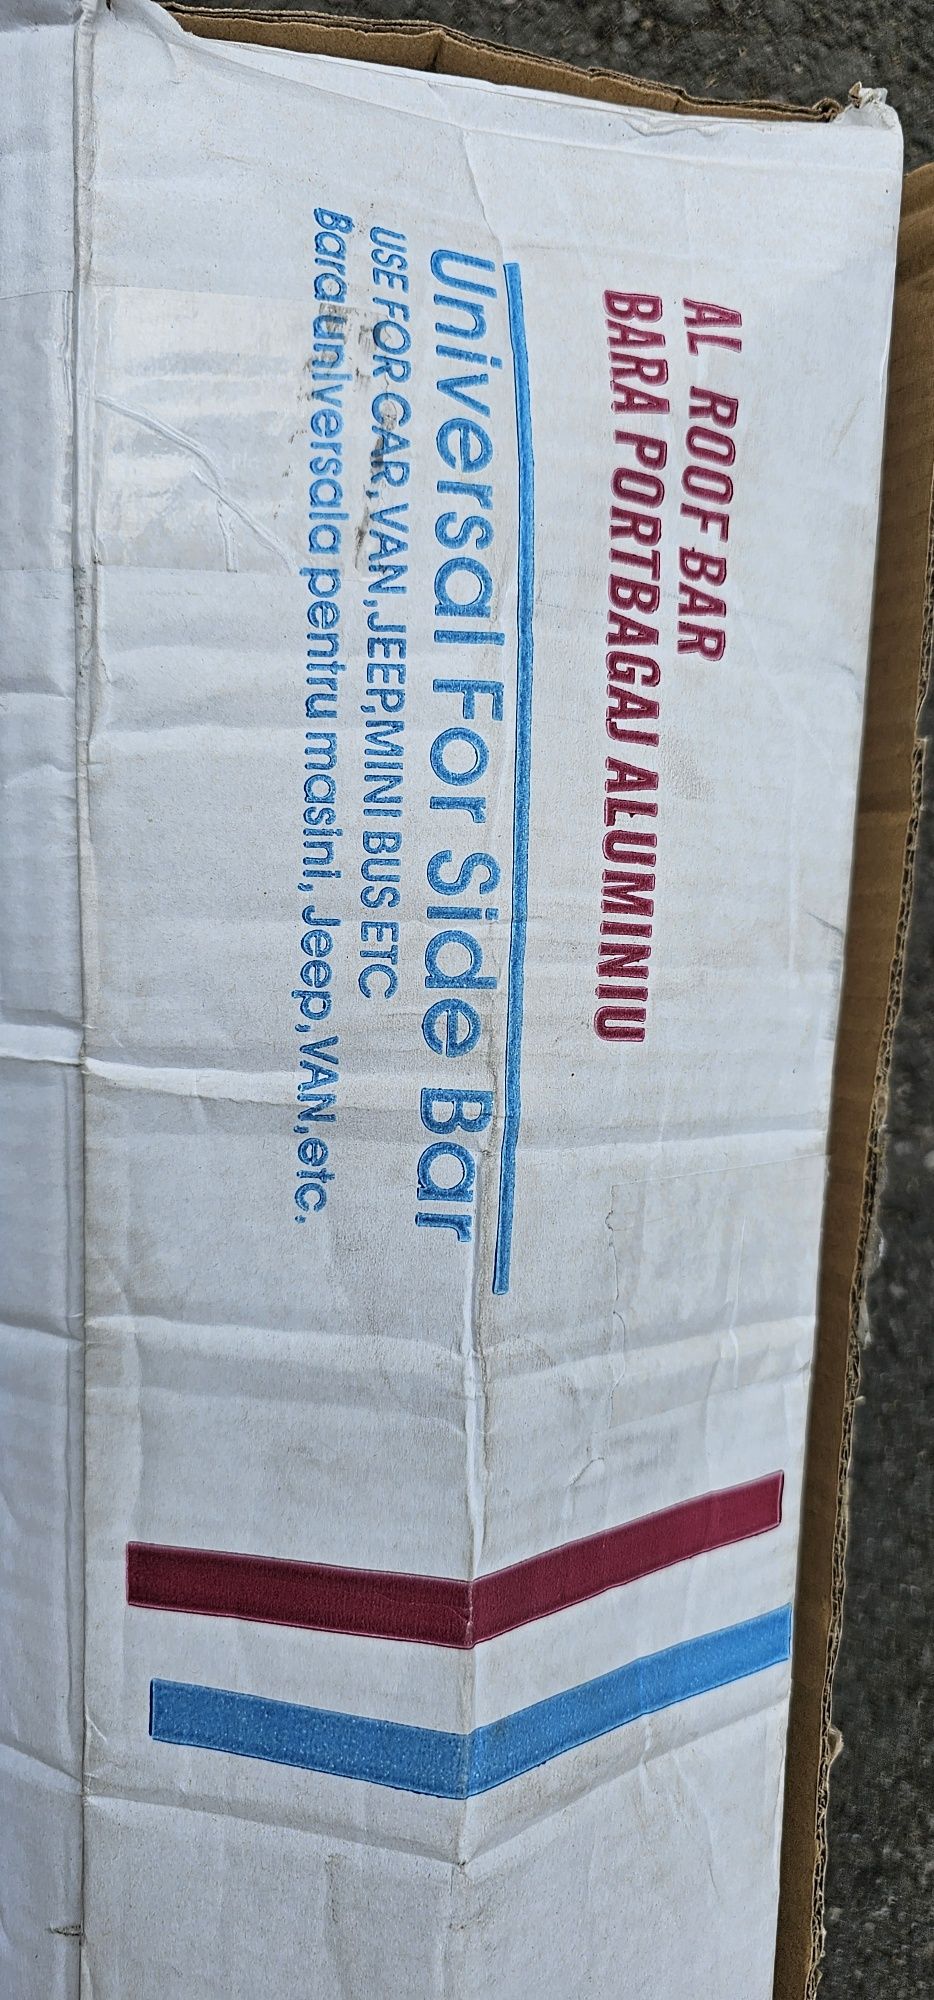 AL ROOF BAR
BARA PORTBAGAJ ALUMINIU
Universal For Side Bar
USE FOR CAR,VAN,JEEP,MINI BUS ETC
Bara universala pentru masini, Jeep, VAN, etc.